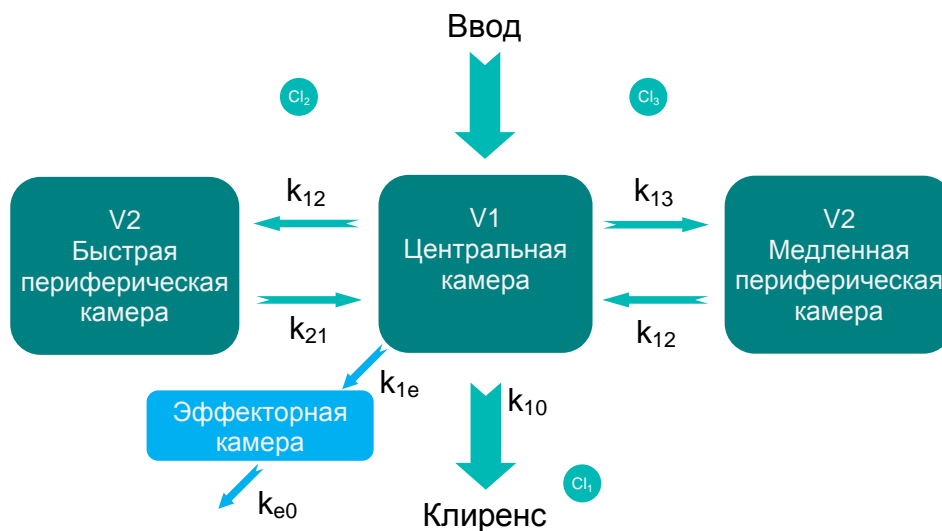 Ввод
Cl₂
Cl₃
k₁₂
k₁₃
V2
Быстрая
периферическая
камера
V1
Центральная
камера
V2
Медленная
периферическая
камера
k₂₁
k₁₂
k₁ₑ
k₁₀
Эффекторная
камера
kₑ₀
Cl₁
Клиренс